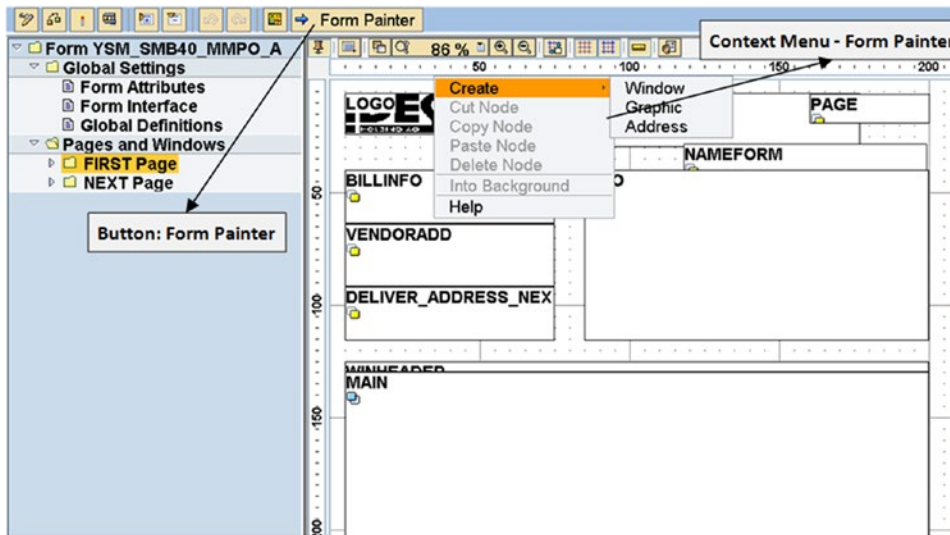 Form Painter
Form YSM_SMB40_MMPO_A
Global Settings
Form Attributes
Form Interface
Global Definitions
Pages and Windows
FIRST Page
NEXT Page
Button: Form Painter
86 %
Context Menu - Form Painter
50
100
150
200
LOGO
Create
Cut Node
Copy Node
Paste Node
Delete Node
Into Background
Help
Window
Graphic
Address
PAGE
NAMEFORM
BILLINFO
O
50
VENDORADD
DELIVER_ADDRESS_NEX
100
WINHEADER
MAIN
150
200